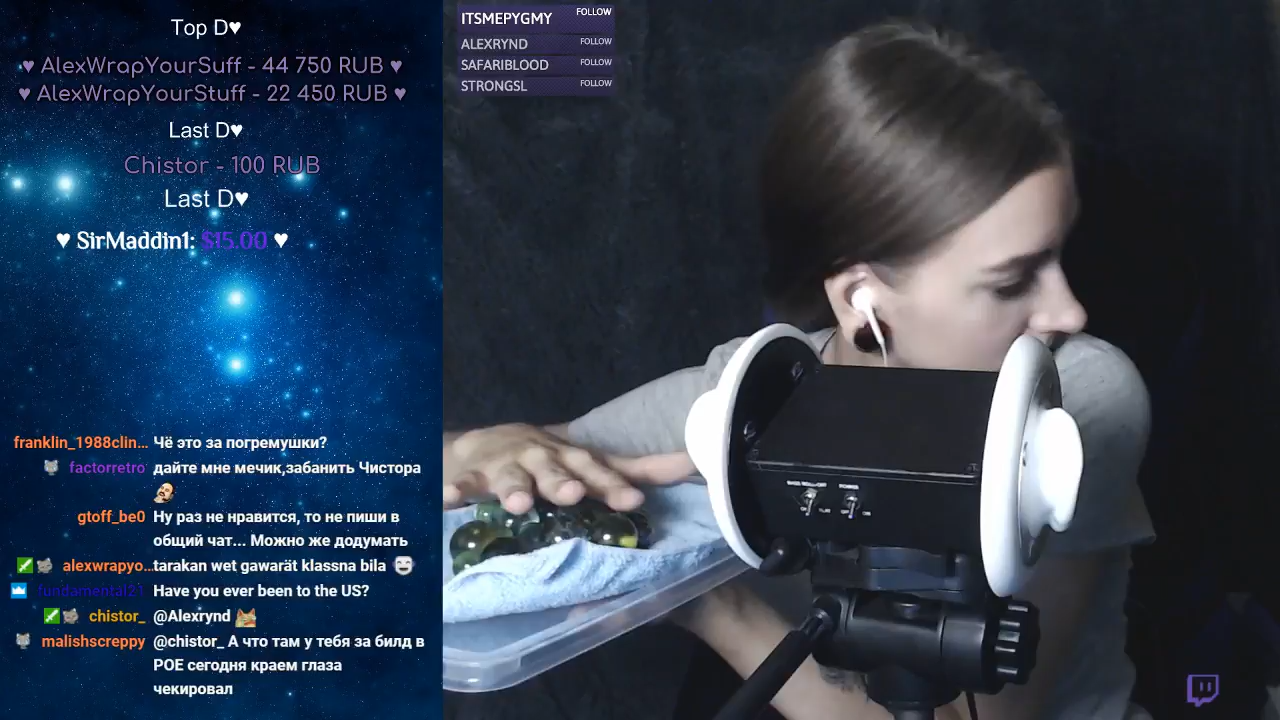 Top D♥
♥ AlexWrapYourSuff - 44 750 RUB ♥
♥ AlexWrapYourStuff - 22 450 RUB ♥
Last D♥
Chistor - 100 RUB
Last D♥
♥ SirMaddin1: $15.00 ♥
franklin_1988clin... Чё это за погремушки?
factorretro дайте мне мечик,забанить Чистора
gtoff_be0 Ну раз не нравится, то не пиши в
общий чат... Можно же додумать
alexwrapyo... tarakan wet gawarät klassna bila
fundamental21 Have you ever been to the US?
chistor_ @Alexrynd
malishscreppy @chistor_ А что там у тебя за билд в
POE сегодня краем глаза
чекировал
ITSMEPYGMY FOLLOW
ALEXRYND FOLLOW
SAFARIBLOOD FOLLOW
STRONGSL FOLLOW